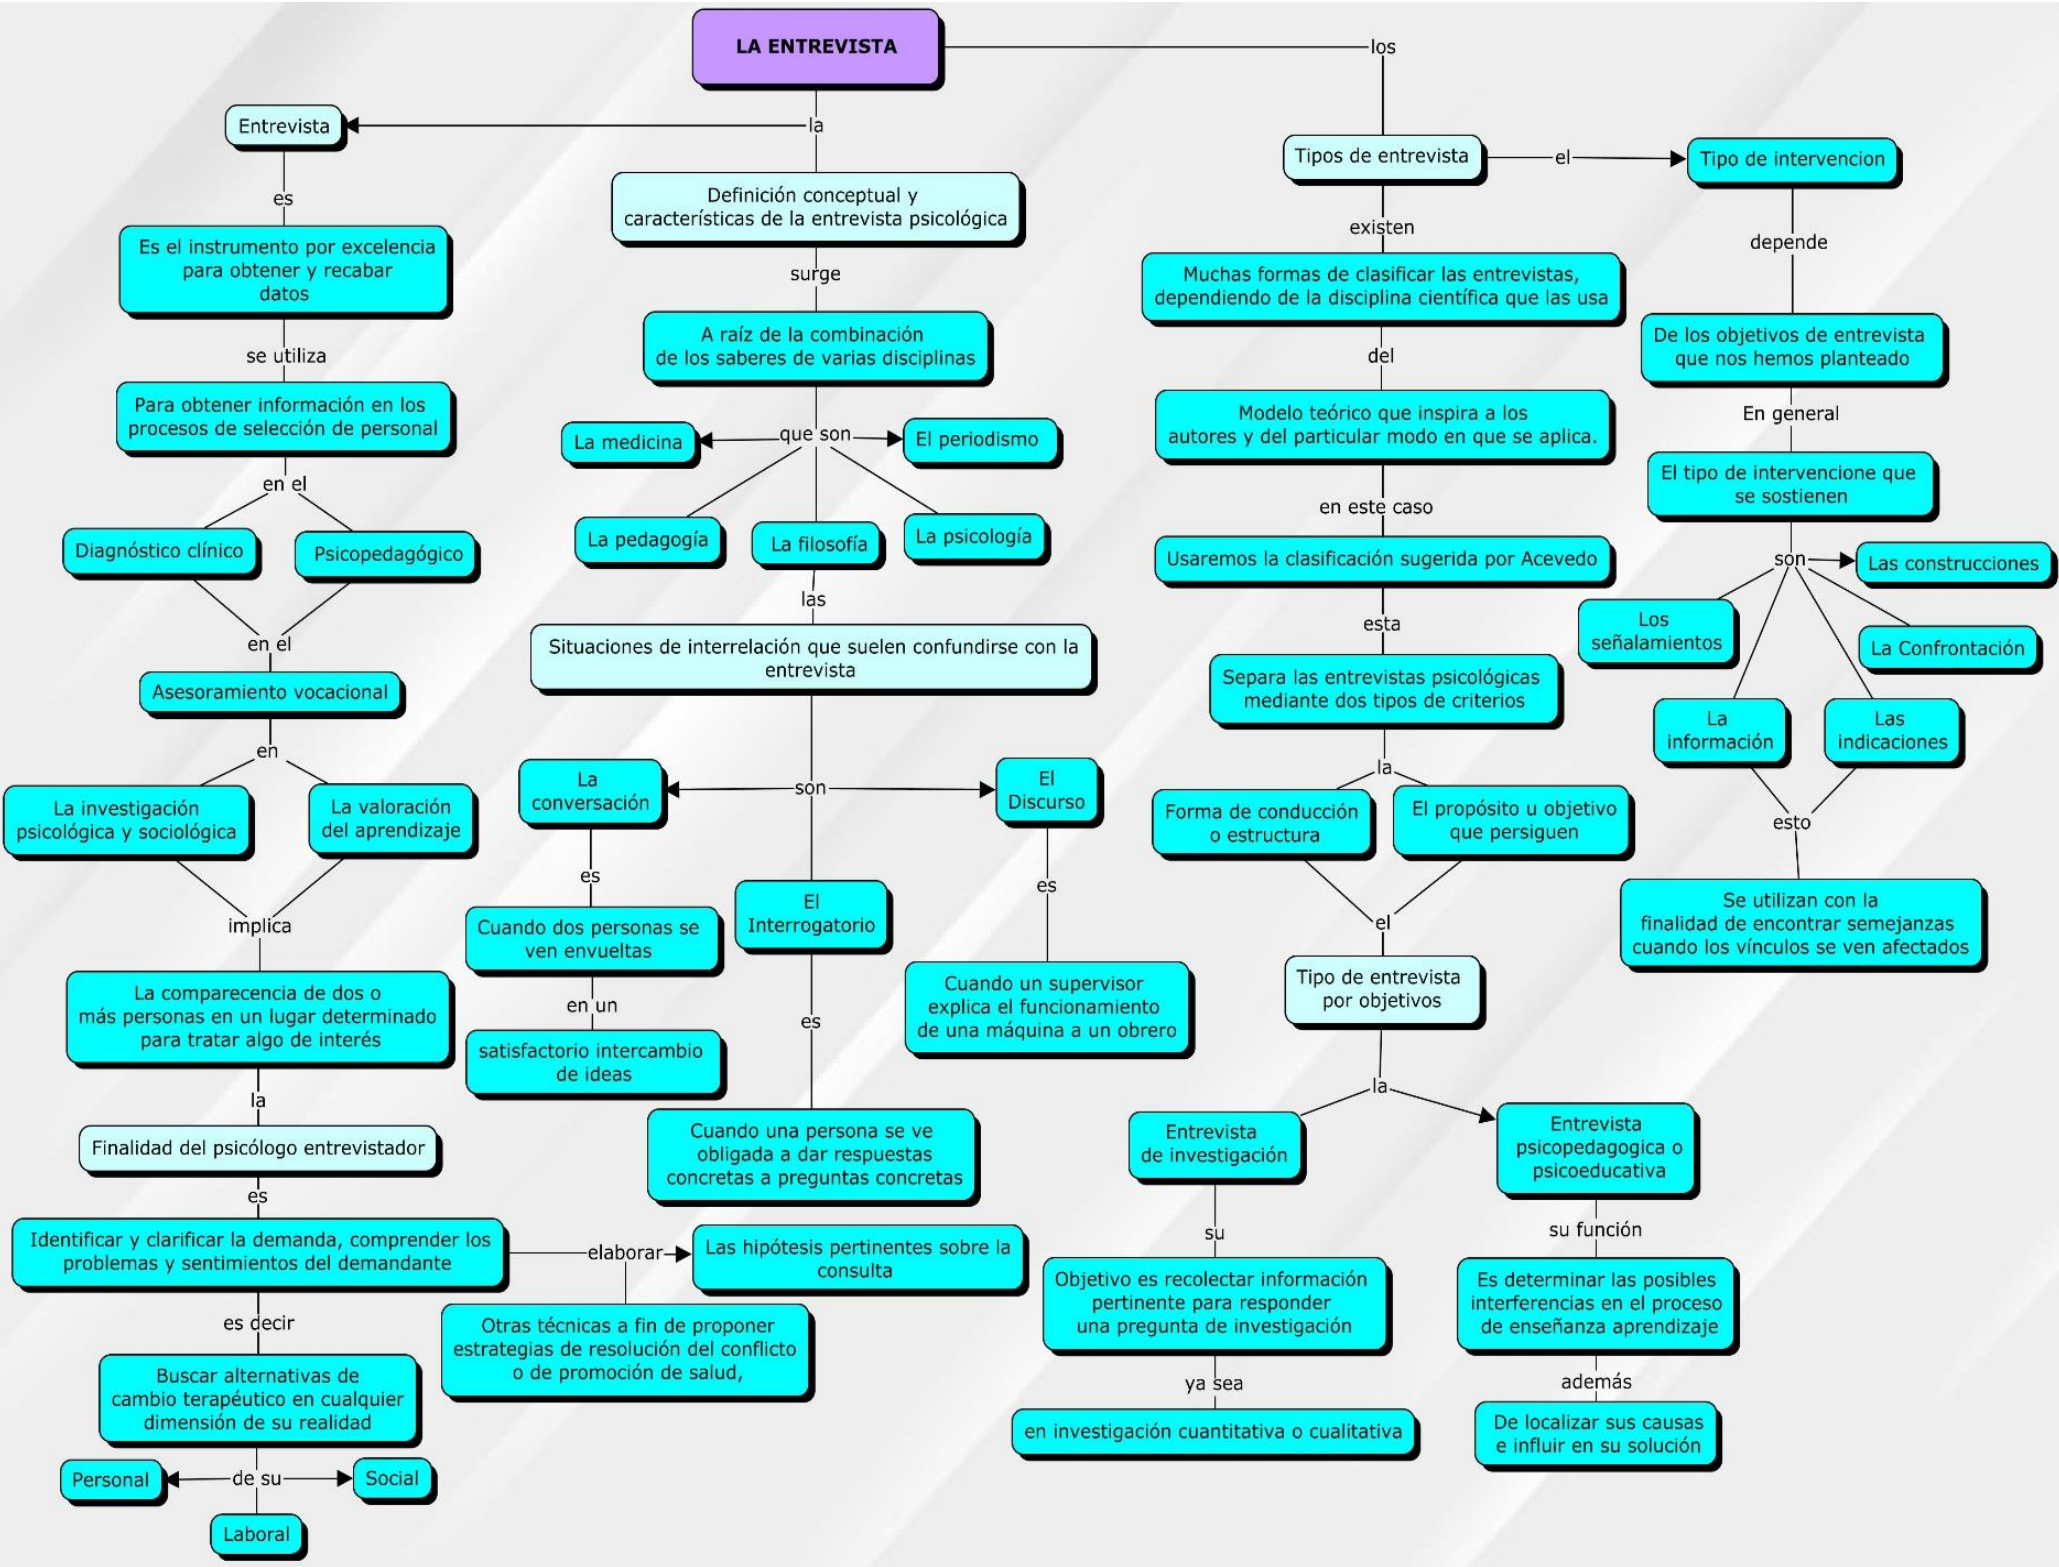 LA ENTREVISTA
los
Entrevista
la
es
Es el instrumento por excelencia
para obtener y recabar
datos
se utiliza
Para obtener información en los
procesos de selección de personal
en el
Diagnóstico clínico
Psicopedagógico
en el
Asesoramiento vocacional
en
La investigación
psicológica y sociológica
La valoración
del aprendizaje
implica
La comparecencia de dos o
más personas en un lugar determinado
para tratar algo de interés
la
Finalidad del psicólogo entrevistador
es
Identificar y clarificar la demanda, comprender los
problemas y sentimientos del demandante
elaborar
Las hipótesis pertinentes sobre la
consulta
Otras técnicas a fin de proponer
estrategias de resolución del conflicto
o de promoción de salud,
es decir
Buscar alternativas de
cambio terapéutico en cualquier
dimensión de su realidad
Personal
de su
Social
Laboral
Definición conceptual y
características de la entrevista psicológica
surge
A raíz de la combinación
de los saberes de varias disciplinas
La medicina
que son
El periodismo
La pedagogía
La filosofía
La psicología
las
Situaciones de interrelación que suelen confundirse con la
entrevista
La
conversación
son
El
Discurso
es
Cuando dos personas se
ven envueltas
en un
satisfactorio intercambio
de ideas
El
Interrogatorio
es
Cuando una persona se ve
obligada a dar respuestas
concretas a preguntas concretas
es
Cuando un supervisor
explica el funcionamiento
de una máquina a un obrero
Tipos de entrevista
el
Tipo de intervencion
existen
Muchas formas de clasificar las entrevistas,
dependiendo de la disciplina científica que las usa
del
Modelo teórico que inspira a los
autores y del particular modo en que se aplica.
en este caso
Usaremos la clasificación sugerida por Acevedo
esta
Separa las entrevistas psicológicas
mediante dos tipos de criterios
la
Forma de conducción
o estructura
El propósito u objetivo
que persiguen
el
Tipo de entrevista
por objetivos
la
Entrevista
de investigación
su
Objetivo es recolectar información
pertinente para responder
una pregunta de investigación
ya sea
en investigación cuantitativa o cualitativa
Entrevista
psicopedagogica o
psicoeducativa
su función
Es determinar las posibles
interferencias en el proceso
de enseñanza aprendizaje
además
De localizar sus causas
e influir en su solución
depende
De los objetivos de entrevista
que nos hemos planteado
En general
El tipo de intervencione que
se sostienen
son
Las construcciones
Los
señalamientos
La Confrontación
La
información
Las
indicaciones
esto
Se utilizan con la
finalidad de encontrar semejanzas
cuando los vínculos se ven afectados